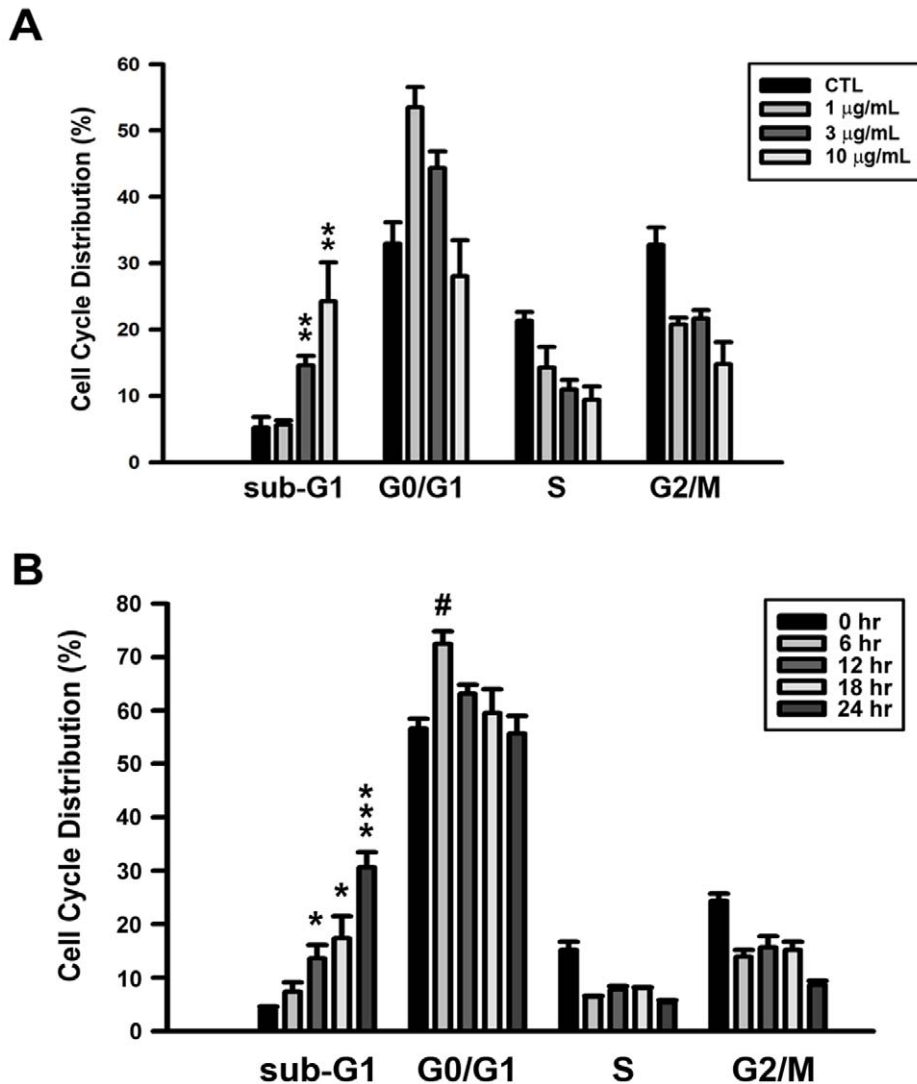 A
Cell Cycle Distribution (%)
60
50
40
30
20
10
0
CTL
1 μg/mL
3 μg/mL
10 μg/mL
**
**
sub-G1 G0/G1 S G2/M
B
Cell Cycle Distribution (%)
80
70
60
50
40
30
20
10
0
0 hr
6 hr
12 hr
18 hr
24 hr
*
*
***
#
sub-G1 G0/G1 S G2/M